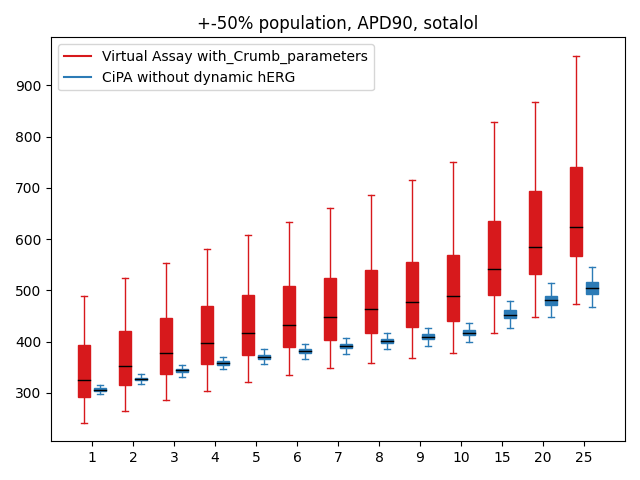 +-50% population, APD90, sotalol
Virtual Assay with_Crumb_parameters
CiPA without dynamic hERG
900
800
700
600
500
400
300
1 2 3 4 5 6 7 8 9 10 15 20 25